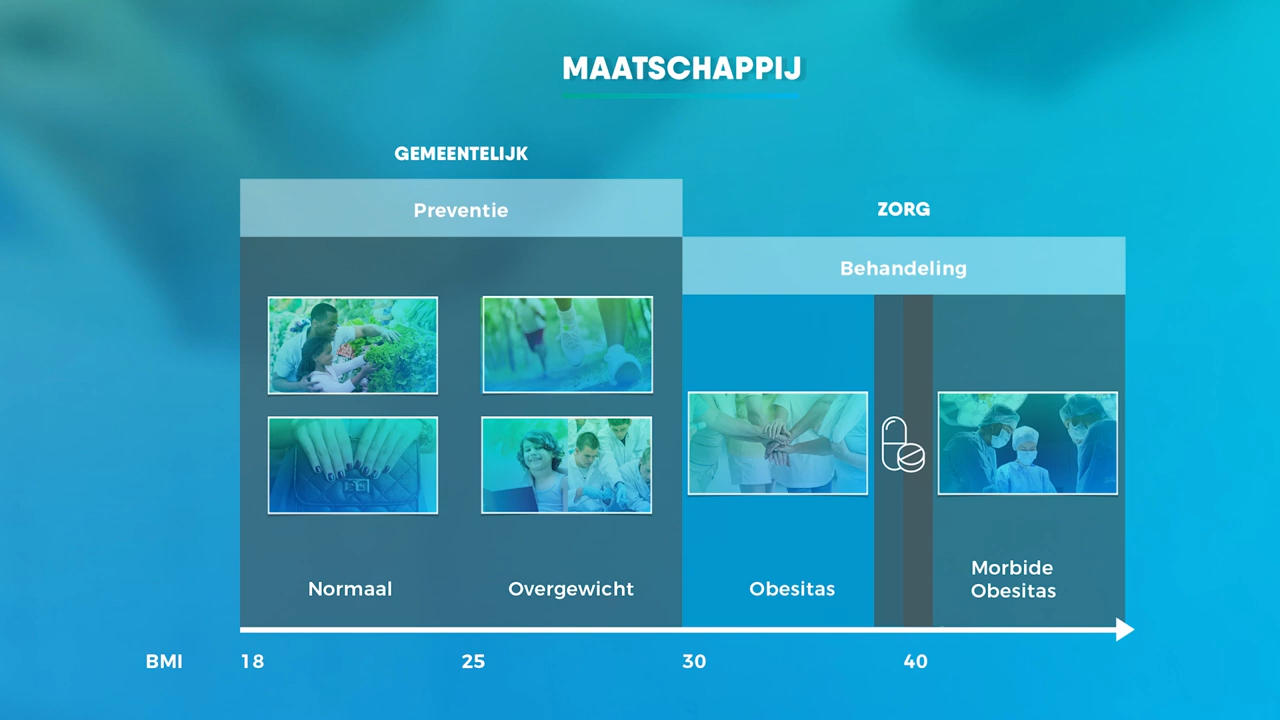 MAATSCHAPPIJ
GEMEENTELIJK
Preventie
ZORG
Behandeling
Normaal
Overgewicht
Obesitas
Morbide
Obesitas
BMI 18 25 30 40